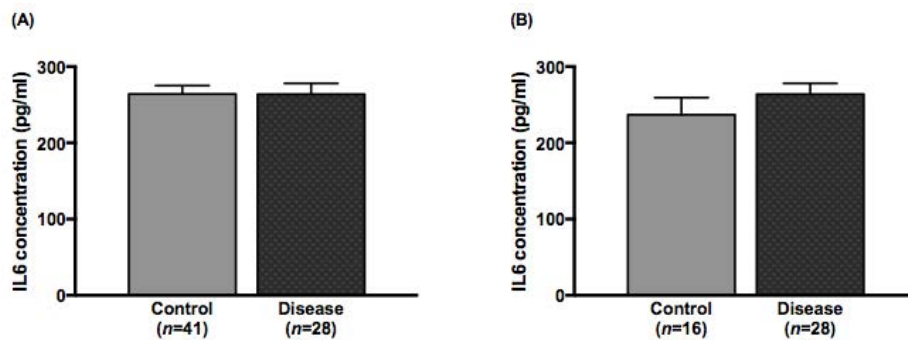 (A)
IL6 concentration (pg/ml)
300
200
100
0
Control
(n=41)
Disease
(n=28)
(B)
IL6 concentration (pg/ml)
300
200
100
0
Control
(n=16)
Disease
(n=28)